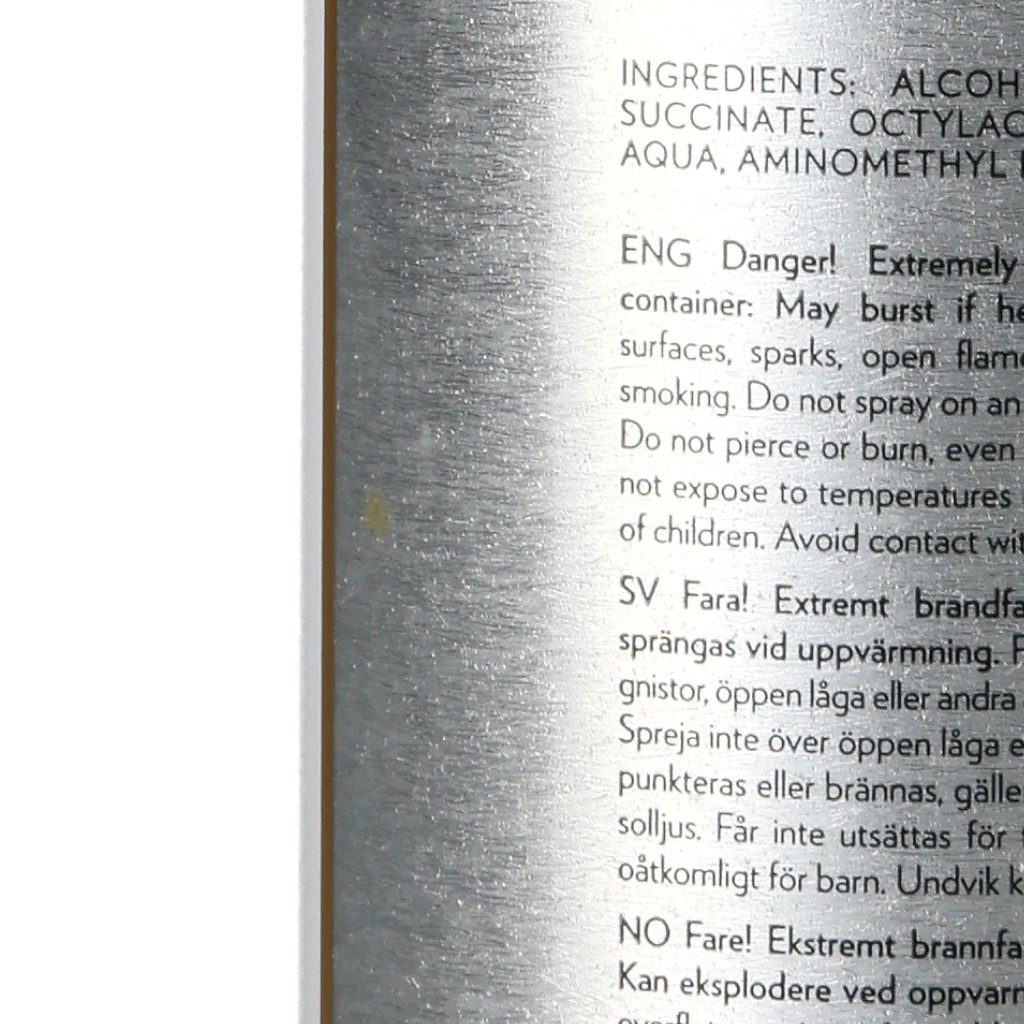 INGREDIENTS: ALCOH
SUCCINATE, OCTYLAC
AQUA, AMINOMETHYL
ENG Danger! Extremely
container: May burst if he
surfaces, sparks, open flame
smoking. Do not spray on an
Do not pierce or burn, even
not expose to temperatures
of children. Avoid contact wit
SV Fara! Extremt brandfa
sprängas vid uppvärmning. F
gnistor, öppen låga eller andra
Spreja inte över öppen låga e
punkteras eller brännas, gälle
solljus. Får inte utsättas för
oåtkomligt för barn. Undvik k
NO Fare! Ekstremt brannfa
Kan eksplodere ved oppvarm